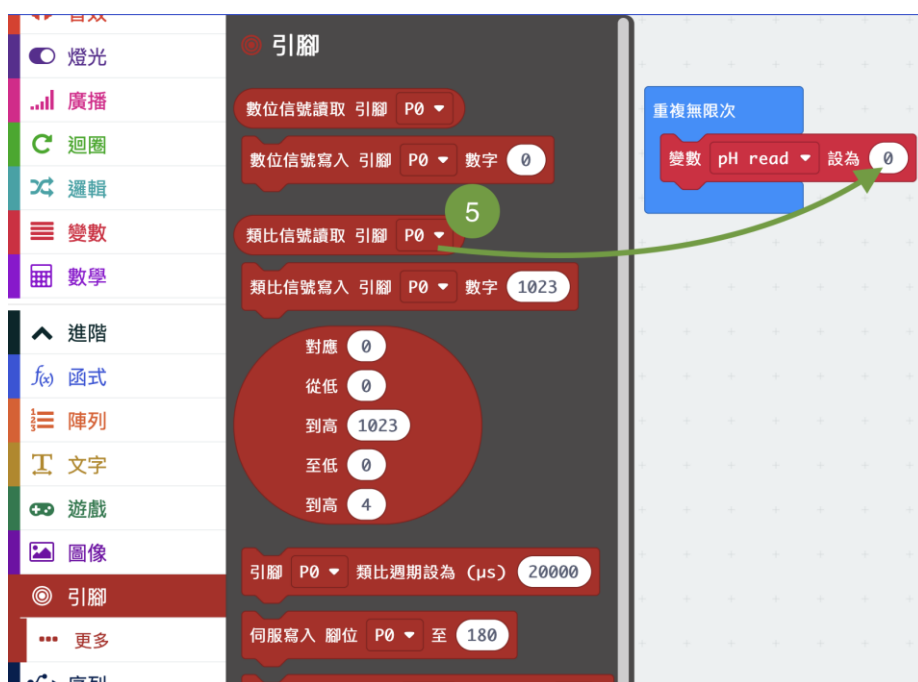 音效
燈光
廣播
迴圈
邏輯
變數
數學
進階
f(x) 函式
陣列
文字
遊戲
圖像
引腳
更多
序列
引腳
數位信號讀取 引腳 P0
數位信號寫入 引腳 P0 數字 0
5
類比信號讀取 引腳 P0
類比信號寫入 引腳 P0 數字 1023
對應 0
從低 0
到高 1023
至低 0
到高 4
引腳 P0 類比週期設為 (µs) 20000
伺服寫入 腳位 P0 至 180
重複無限次
變數 pH read 設為 0